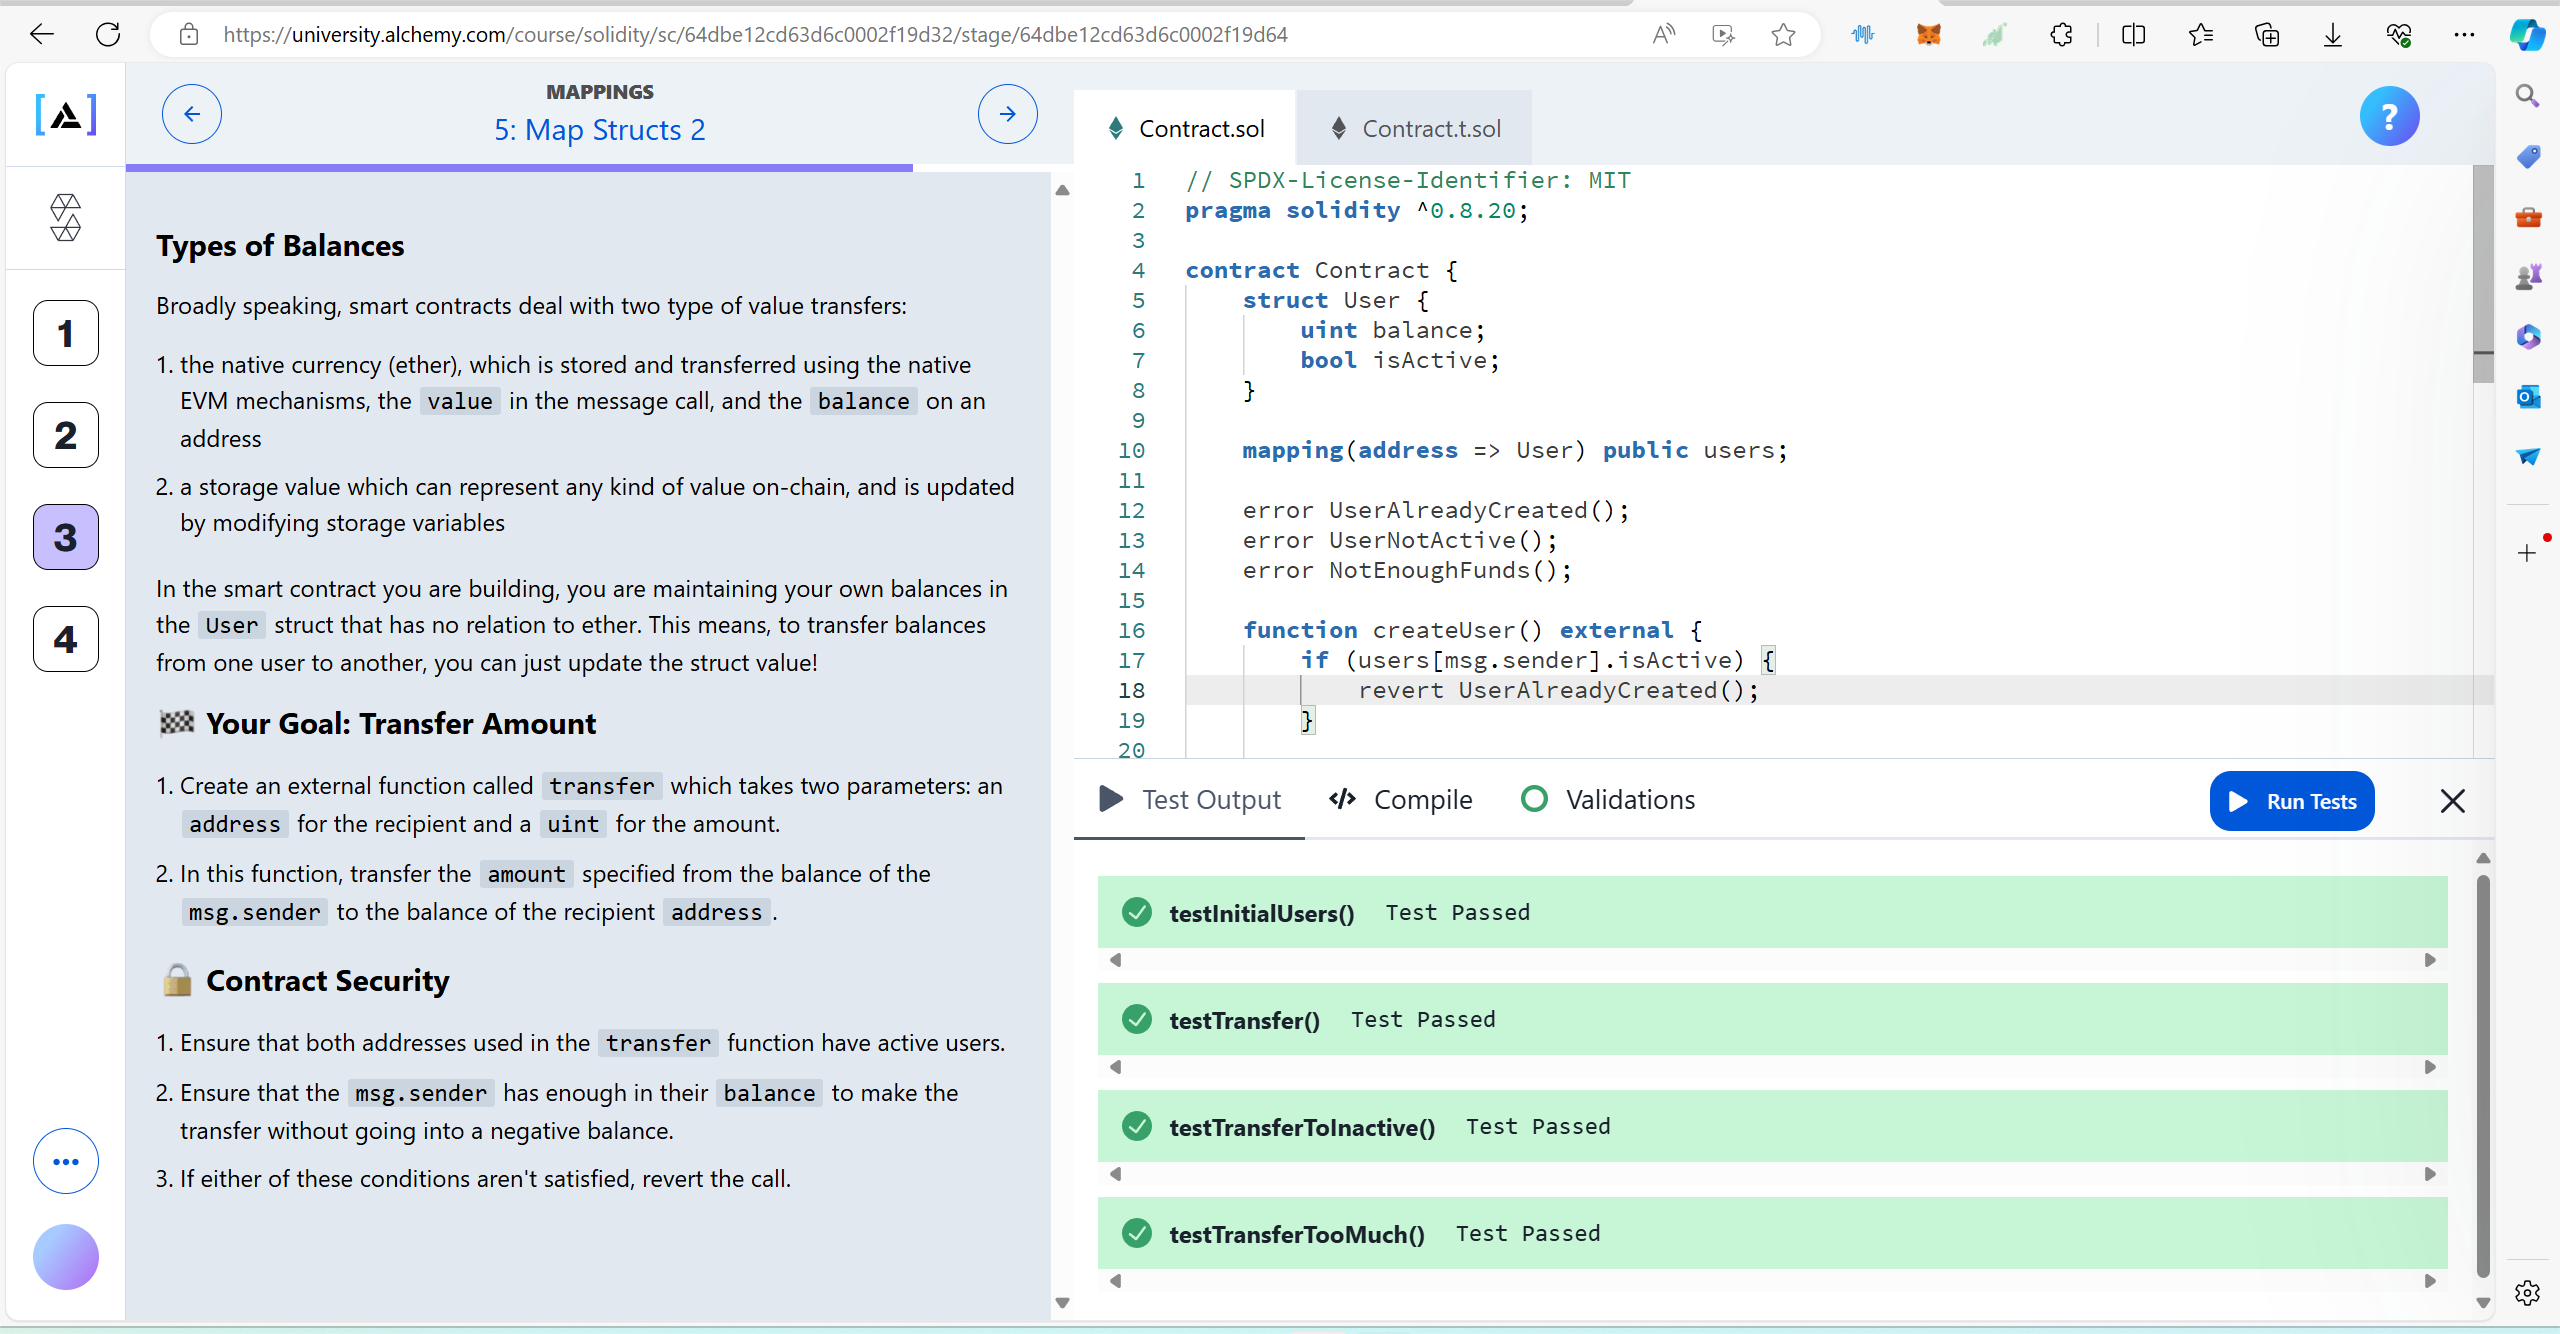 https://university.alchemy.com/course/solidity/sc/64dbe12cd63d6c0002f19d32/stage/64dbe12cd63d6c0002f19d64
MAPPINGS
5: Map Structs 2
1
2
3
4
Types of Balances
Broadly speaking, smart contracts deal with two type of value transfers:
1. the native currency (ether), which is stored and transferred using the native
EVM mechanisms, the value in the message call, and the balance on an
address
2. a storage value which can represent any kind of value on-chain, and is updated
by modifying storage variables
In the smart contract you are building, you are maintaining your own balances in
the User struct that has no relation to ether. This means, to transfer balances
from one user to another, you can just update the struct value!
Your Goal: Transfer Amount
1. Create an external function called transfer which takes two parameters: an
address for the recipient and a uint for the amount.
2. In this function, transfer the amount specified from the balance of the
msg.sender to the balance of the recipient address.
Contract Security
1. Ensure that both addresses used in the transfer function have active users.
2. Ensure that the msg.sender has enough in their balance to make the
transfer without going into a negative balance.
3. If either of these conditions aren't satisfied, revert the call.
Contract.sol
Contract.t.sol
?
1 // SPDX-License-Identifier: MIT
2 pragma solidity ^0.8.20;
3
4 contract Contract {
5 struct User {
6 uint balance;
7 bool isActive;
8 }
9
10 mapping(address => User) public users;
11
12 error UserAlreadyCreated();
13 error UserNotActive();
14 error NotEnoughFunds();
15
16 function createUser() external {
17 if (users[msg.sender].isActive) {
18 revert UserAlreadyCreated();
19 }
20
Test Output
Compile
Validations
Run Tests
testInitialUsers() Test Passed
testTransfer() Test Passed
testTransferToInactive() Test Passed
testTransferTooMuch() Test Passed